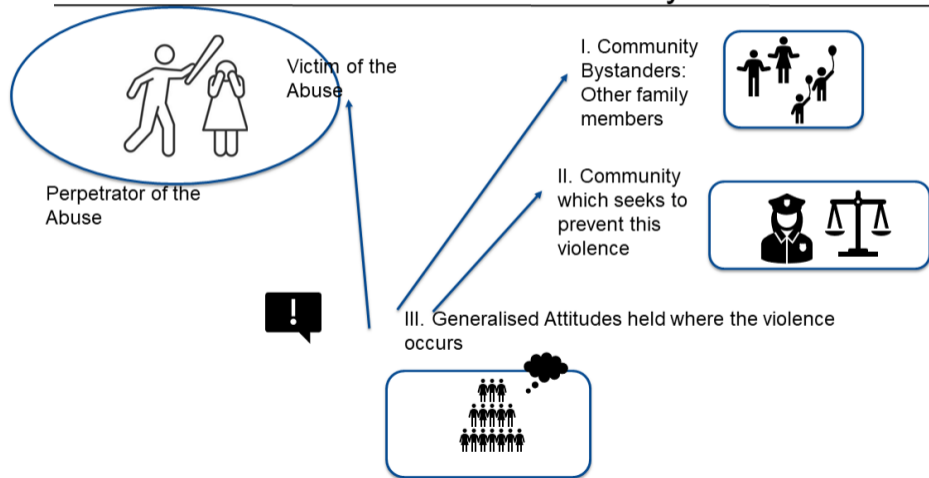 Victim of the
Abuse
Perpetrator of the
Abuse
I. Community
Bystanders:
Other family
members
II. Community
which seeks to
prevent this
violence
!
III. Generalised Attitudes held where the violence
occurs